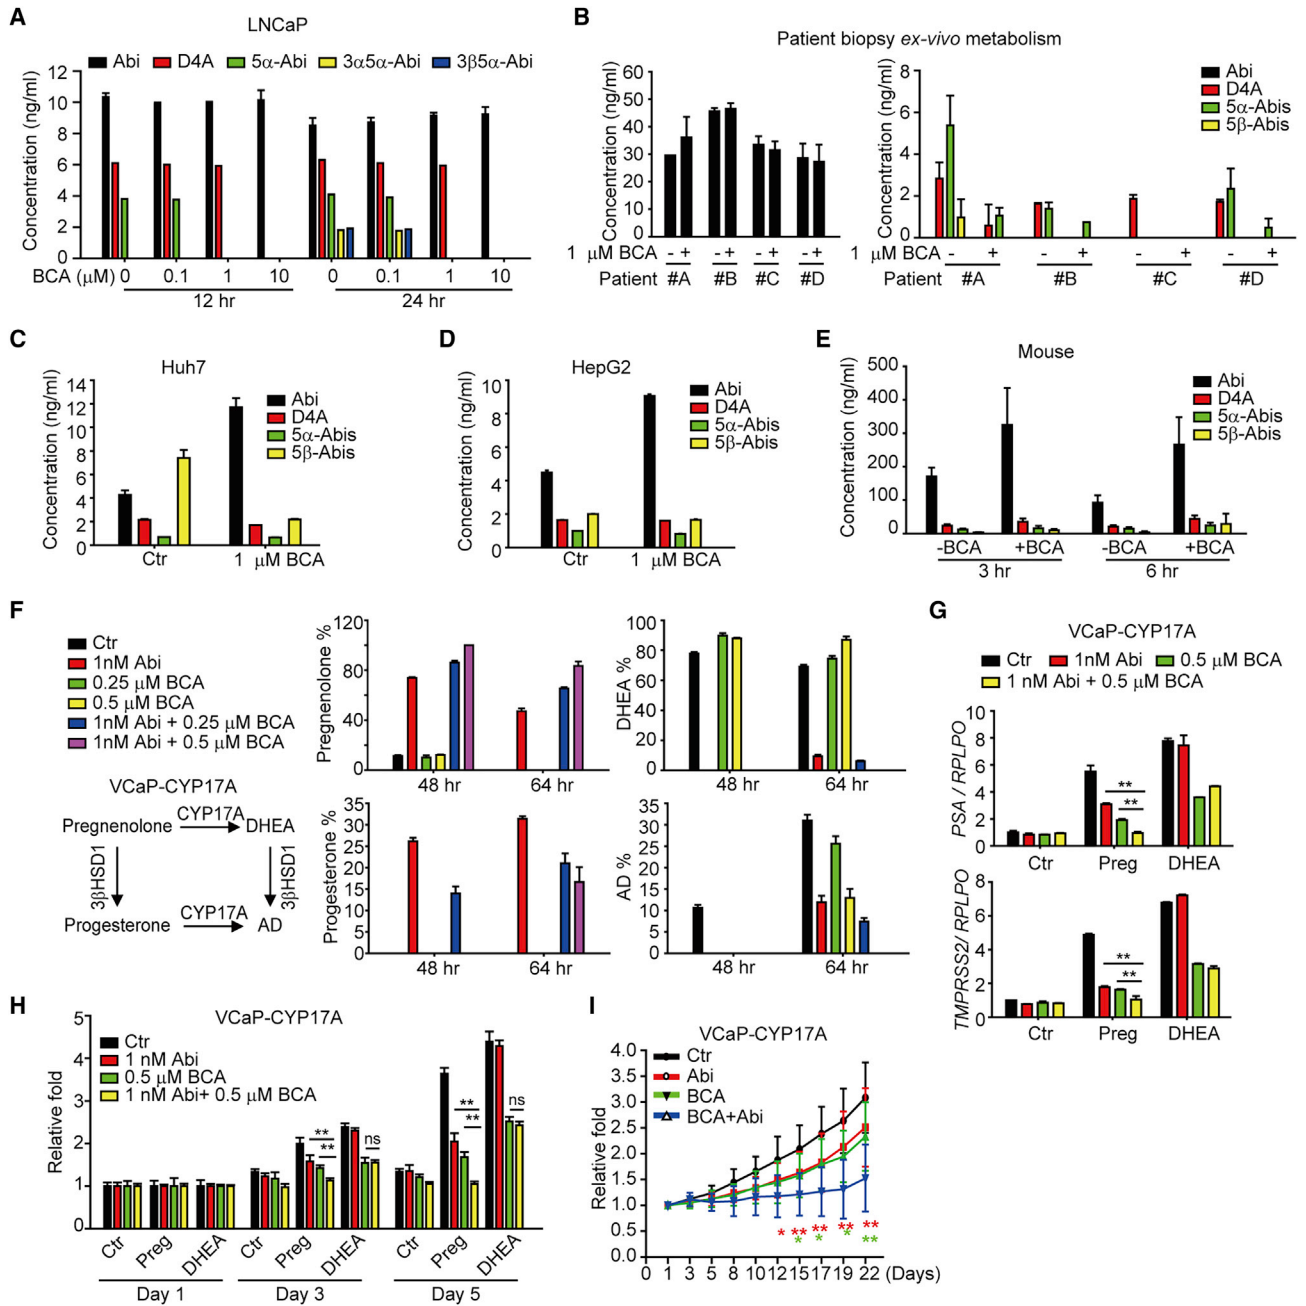 A
LNCaP
Abi D4A 5α-Abi 3α5α-Abi 3β5α-Abi
Concentration (ng/ml)
12
10
8
6
4
2
0
BCA (μM) 0 0.1 1 10 0 0.1 1 10
12 hr 24 hr
B
Patient biopsy ex-vivo metabolism
Concentration (ng/ml)
60
50
40
30
20
10
0
1 μM BCA - + - + - + - +
Patient #A #B #C #D
Concentration (ng/ml)
8
6
4
2
0
Abi
D4A
5α-Abis
5β-Abis
1 μM BCA - + - + - + - +
Patient #A #B #C #D
C
Huh7
Concentration (ng/ml)
14
12
10
8
6
4
2
0
Abi
D4A
5α-Abis
5β-Abis
Ctr 1 μM BCA
D
HepG2
Concentration (ng/ml)
10
8
6
4
2
0
Abi
D4A
5α-Abis
5β-Abis
Ctr 1 μM BCA
E
Mouse
Concentration (ng/ml)
500
400
300
200
100
0
Abi
D4A
5α-Abis
5β-Abis
-BCA +BCA -BCA +BCA
3 hr 6 hr
F
Ctr
1nM Abi
0.25 μM BCA
0.5 μM BCA
1nM Abi + 0.25 μM BCA
1nM Abi + 0.5 μM BCA
VCaP-CYP17A
Pregnenolone CYP17A DHEA
3βHSD1 3βHSD1
Progesterone CYP17A AD
Pregnenolone %
120
80
40
0
48 hr 64 hr
DHEA %
100
80
60
40
20
0
48 hr 64 hr
Progesterone %
35
30
25
20
15
10
5
0
48 hr 64 hr
AD %
35
30
25
20
15
10
5
0
48 hr 64 hr
G
VCaP-CYP17A
Ctr 1nM Abi 0.5 μM BCA
1 nM Abi + 0.5 μM BCA
PSA / RPLPO
10
8
6
4
2
0
**
**
Ctr Preg DHEA
TMPRSS2/ RPLPO
8
6
4
2
0
**
**
Ctr Preg DHEA
H
VCaP-CYP17A
Relative fold
5
4
3
2
1
0
Ctr
1 nM Abi
0.5 μM BCA
1 nM Abi+ 0.5 μM BCA
**
**
ns
**
**
ns
Ctr Preg DHEA Ctr Preg DHEA Ctr Preg DHEA
Day 1 Day 3 Day 5
I
VCaP-CYP17A
Relative fold
4.0
3.5
3.0
2.5
2.0
1.5
1.0
0.5
0.0
Ctr
Abi
BCA
BCA+Abi
* ** ** ** **
* * * **
0 1 3 5 8 10 12 15 17 19 22 (Days)